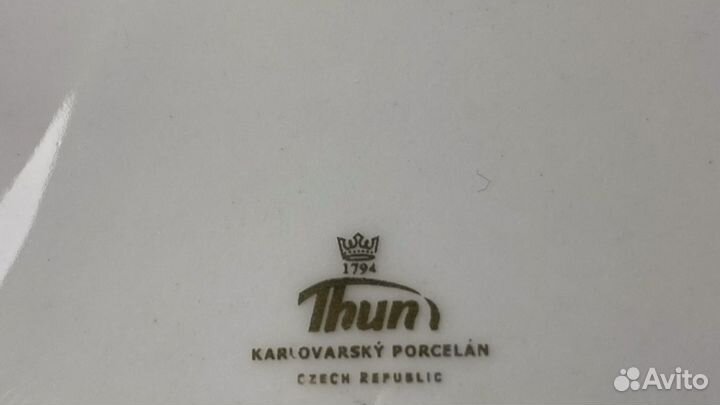 1794
Thun
KARLOVARSKÝ PORCELÁN
CZECH REPUBLIC
Avito